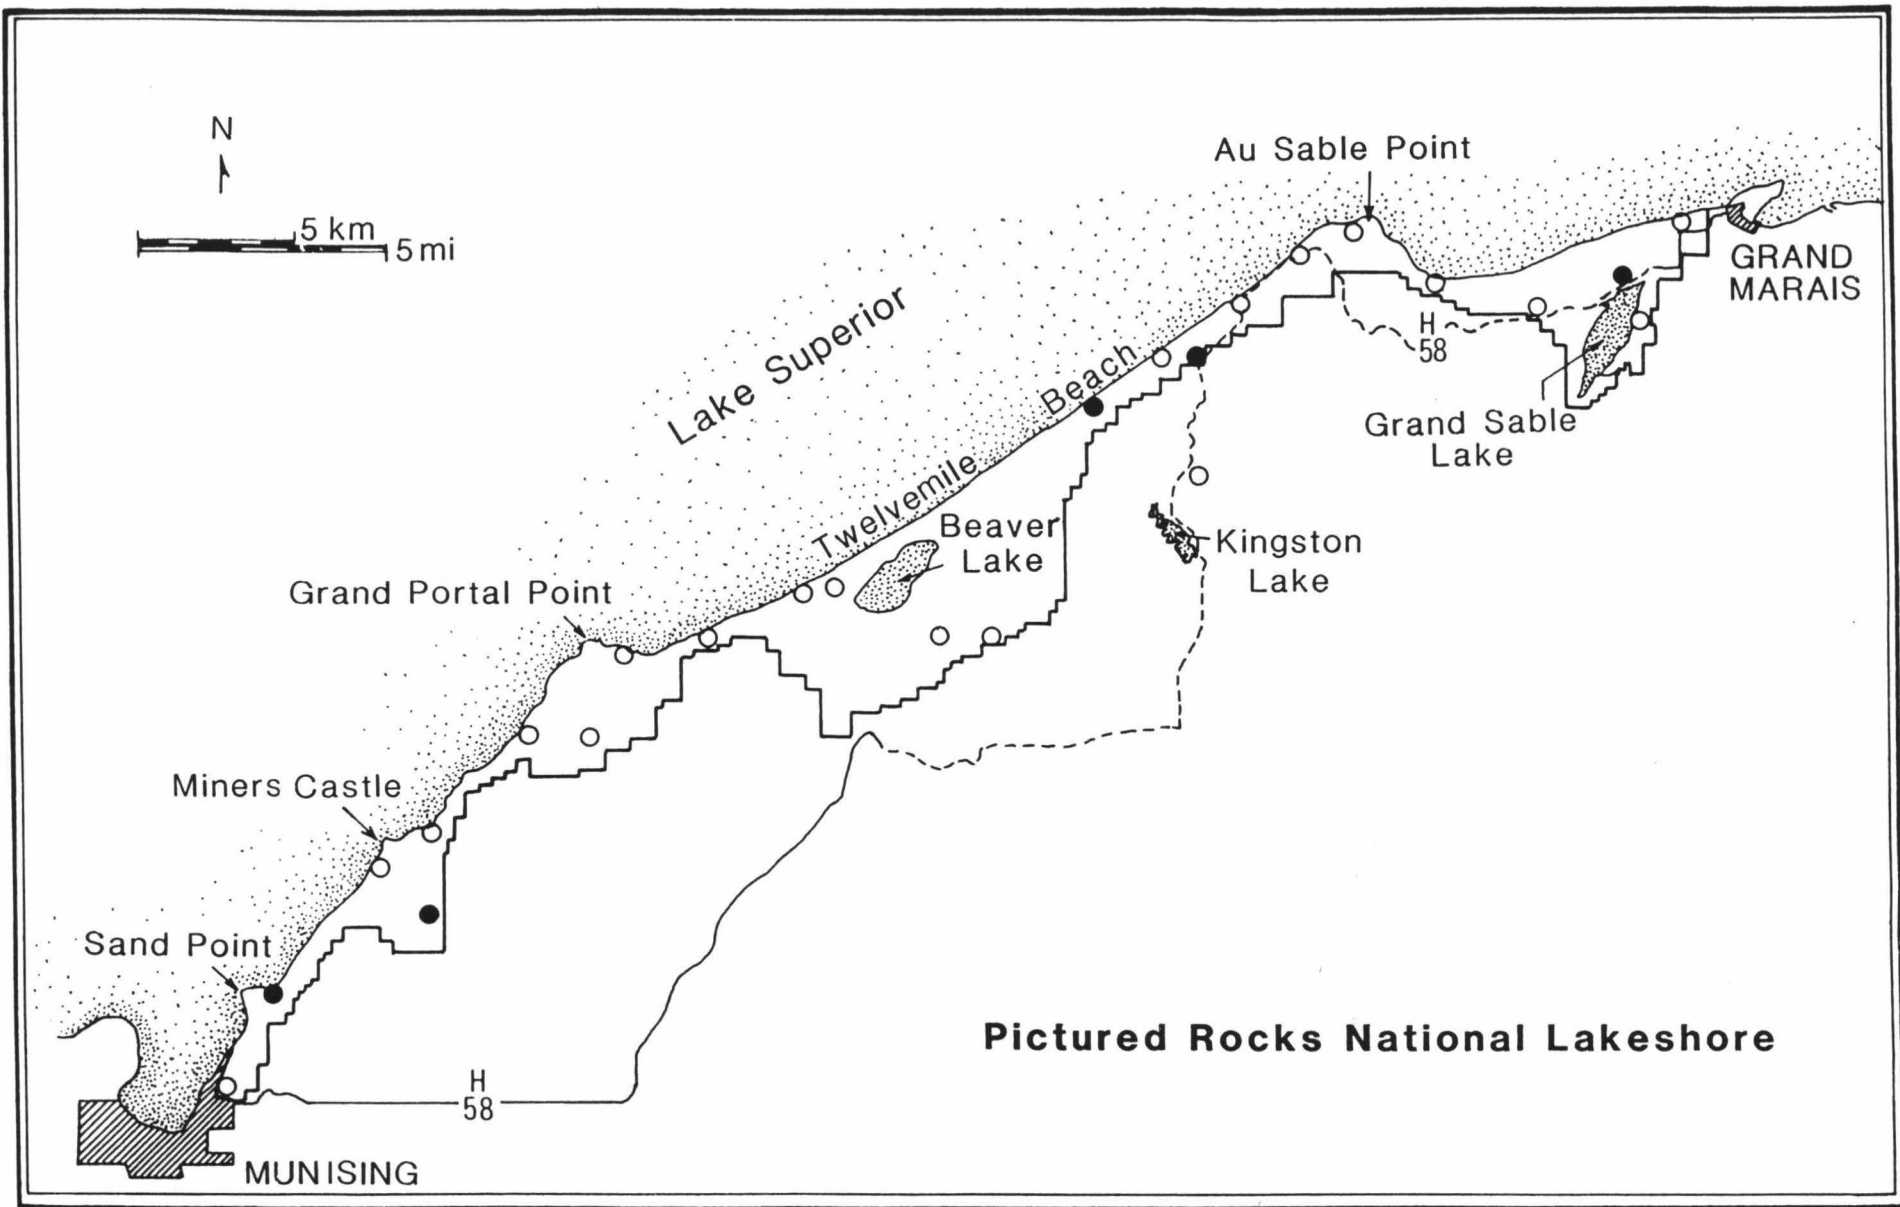 N
5 km
5 mi
Au Sable Point
GRAND
MARAIS
H
58
Grand Sable
Lake
Lake Superior
Twelvemile Beach
Beaver
Lake
Kingston
Lake
Grand Portal Point
Miners Castle
Sand Point
Pictured Rocks National Lakeshore
H
58
MUNISING